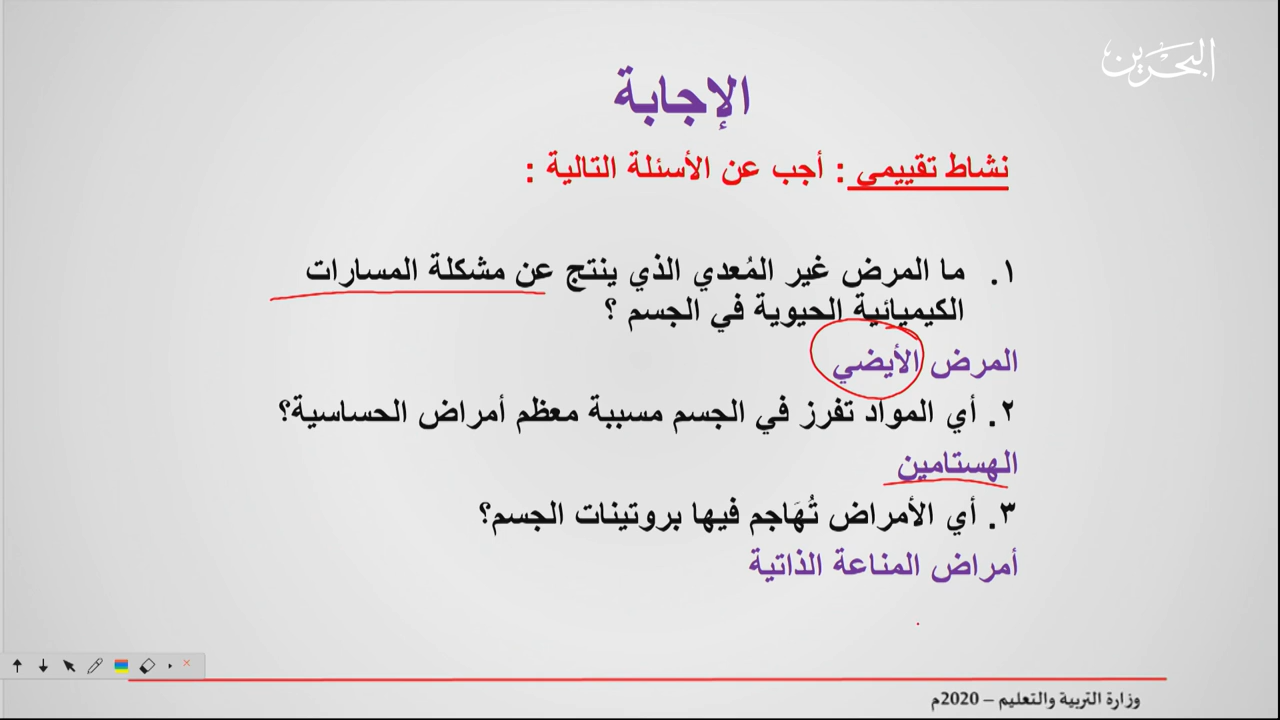 البحرين
الإجابة
نشاط تقييمي : أجب عن الأسئلة التالية :
١. ما المرض غير المُعدي الذي ينتج عن مشكلة المسارات
الكيميائية الحيوية في الجسم ؟
المرض الأيضي
٢. أي المواد تفرز في الجسم مسببة معظم أمراض الحساسية؟
الهستامين
٣. أي الأمراض تُهَاجم فيها بروتينات الجسم؟
أمراض المناعة الذاتية
وزارة التربية والتعليم – 2020م